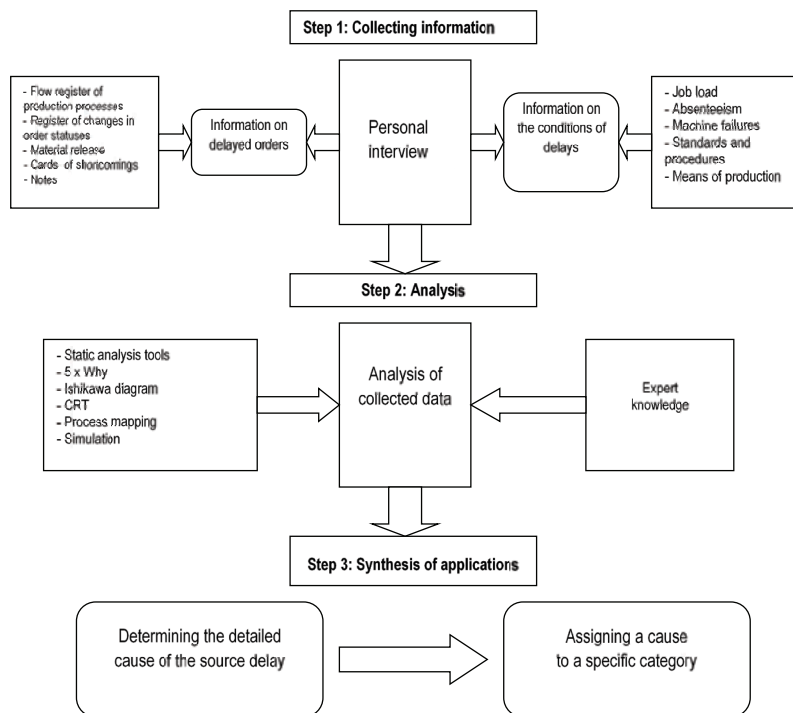 Step 1: Collecting information
- Flow register of
production processes
- Register of changes in
order statuses
- Material release
- Cards of shortcomings
- Notes
Information on
delayed orders
Personal
interview
Information on
the conditions of
delays
- Job load
- Absenteeism
- Machine failures
- Standards and
procedures
- Means of production
Step 2: Analysis
- Static analysis tools
- 5 x Why
- Ishikawa diagram
- CRT
- Process mapping
- Simulation
Analysis of
collected data
Expert
knowledge
Step 3: Synthesis of applications
Determining the detailed
cause of the source delay
Assigning a cause
to a specific category